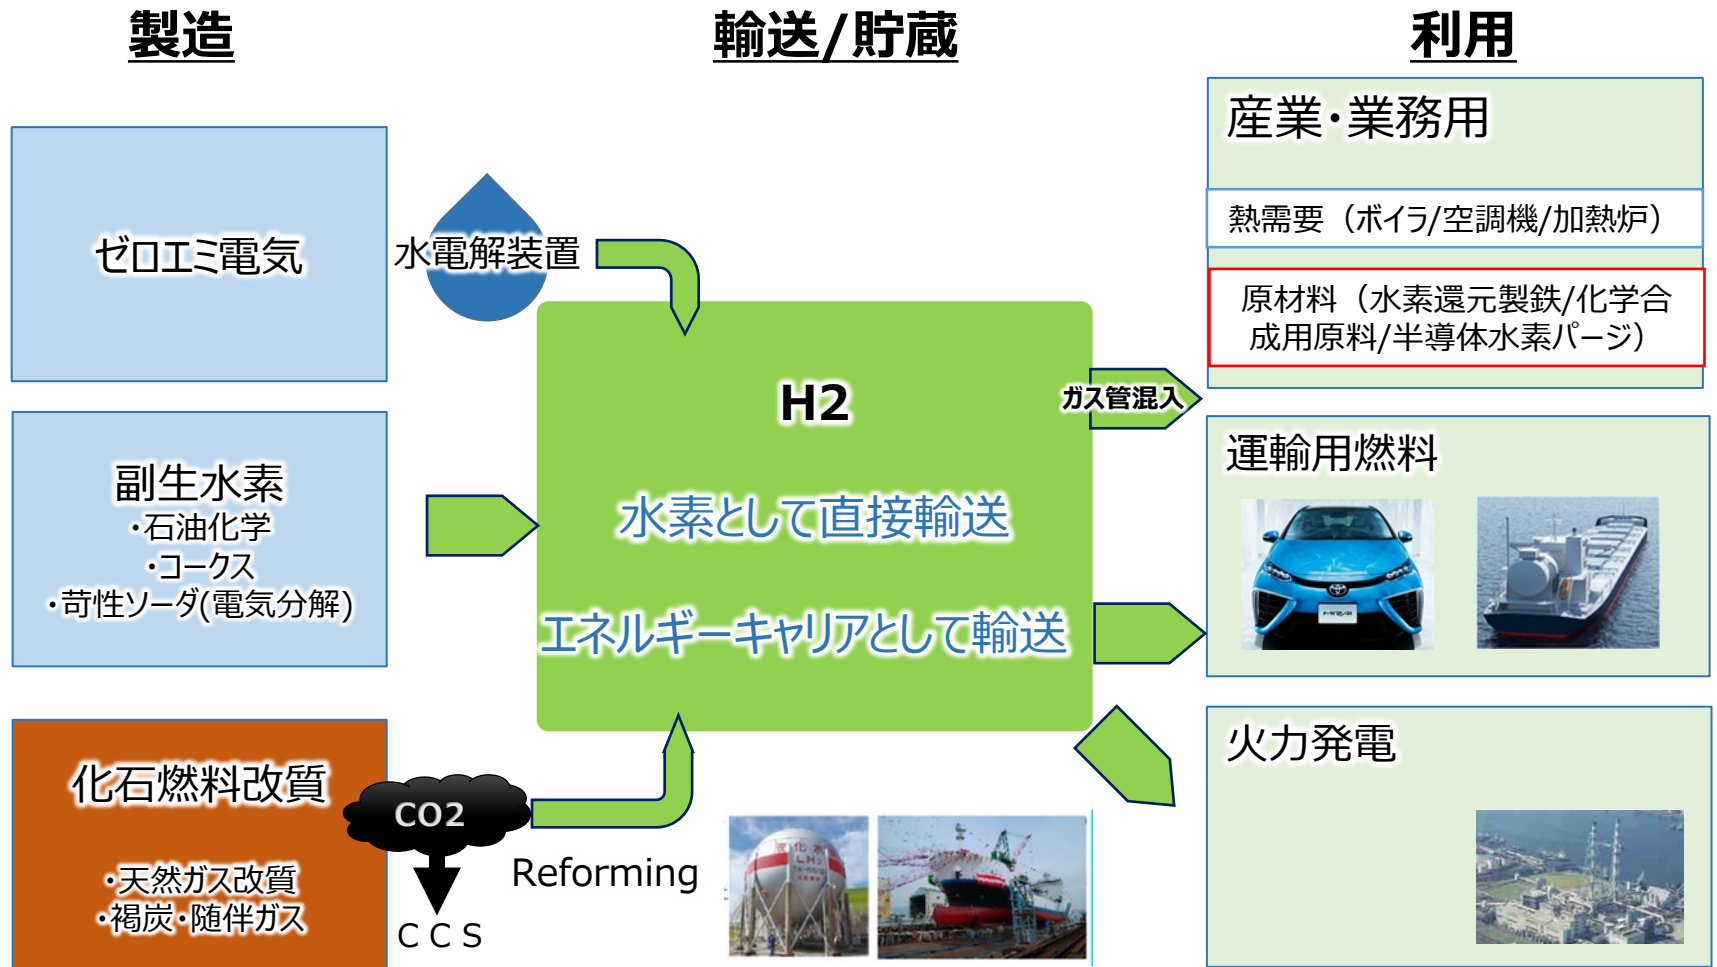 製造
輸送/貯蔵
利用
ゼロエミ電気
水電解装置
副生水素
・石油化学
・コークス
・苛性ソーダ(電気分解)
化石燃料改質
・天然ガス改質
・褐炭・随伴ガス
CO2
CCS
Reforming
H2
水素として直接輸送
エネルギーキャリアとして輸送
ガス管混入
産業・業務用
熱需要（ボイラ/空調機/加熱炉）
原材料（水素還元製鉄/化学合
成用原料/半導体水素パージ）
運輸用燃料
火力発電
LH2